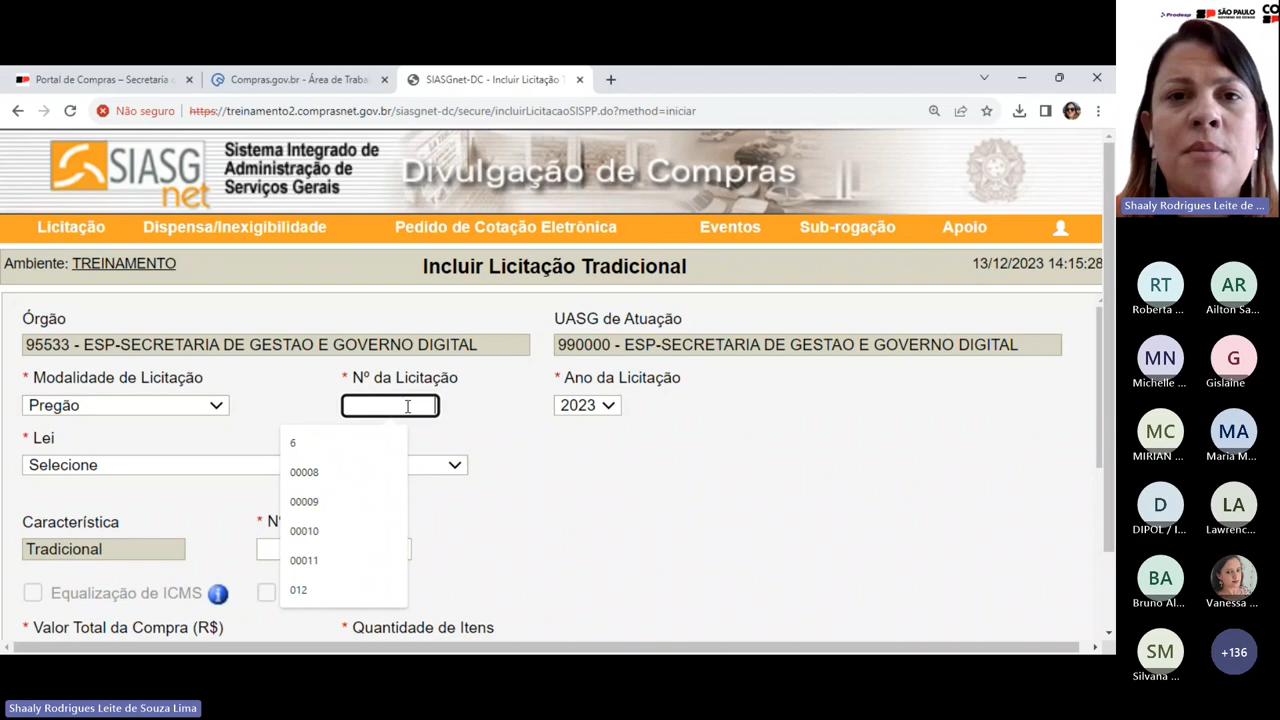 Prodesp
SÃO PAULO
GOVERNO DO ESTADO
CO
Portal de Compras – Secretaria
Compras.gov.br - Área de Traba
SIASGnet-DC - Incluir Licitação T
Não seguro
https://treinamento2.comprasnet.gov.br/siasgnet-dc/secure/incluirLicitacaoSISPP.do?method=iniciar
SIASG
net
Sistema Integrado de
Administração de
Serviços Gerais
Divulgação de Compras
Licitação
Dispensa/Inexigibilidade
Pedido de Cotação Eletrônica
Eventos
Sub-rogação
Apoio
Ambiente: TREINAMENTO
Incluir Licitação Tradicional
13/12/2023 14:15:28
Órgão
UASG de Atuação
95533 - ESP-SECRETARIA DE GESTAO E GOVERNO DIGITAL
990000 - ESP-SECRETARIA DE GESTAO E GOVERNO DIGITAL
* Modalidade de Licitação
* Nº da Licitação
* Ano da Licitação
Pregão
2023
* Lei
Selecione
6
00008
00009
00010
00011
012
Característica
* Nº
Tradicional
Equalização de ICMS
* Valor Total da Compra (R$)
* Quantidade de Itens
Shaaly Rodrigues Leite de ...
RT
Roberta ...
AR
Ailton Sa...
MN
Michelle ...
G
Gislaine
MC
MIRIAN ...
MA
Maria M...
D
DIPOL / I...
LA
Lawrenc...
BA
Bruno Al...
Vanessa ...
SM
Silvana ...
+136
Shaaly Rodrigues Leite de Souza Lima